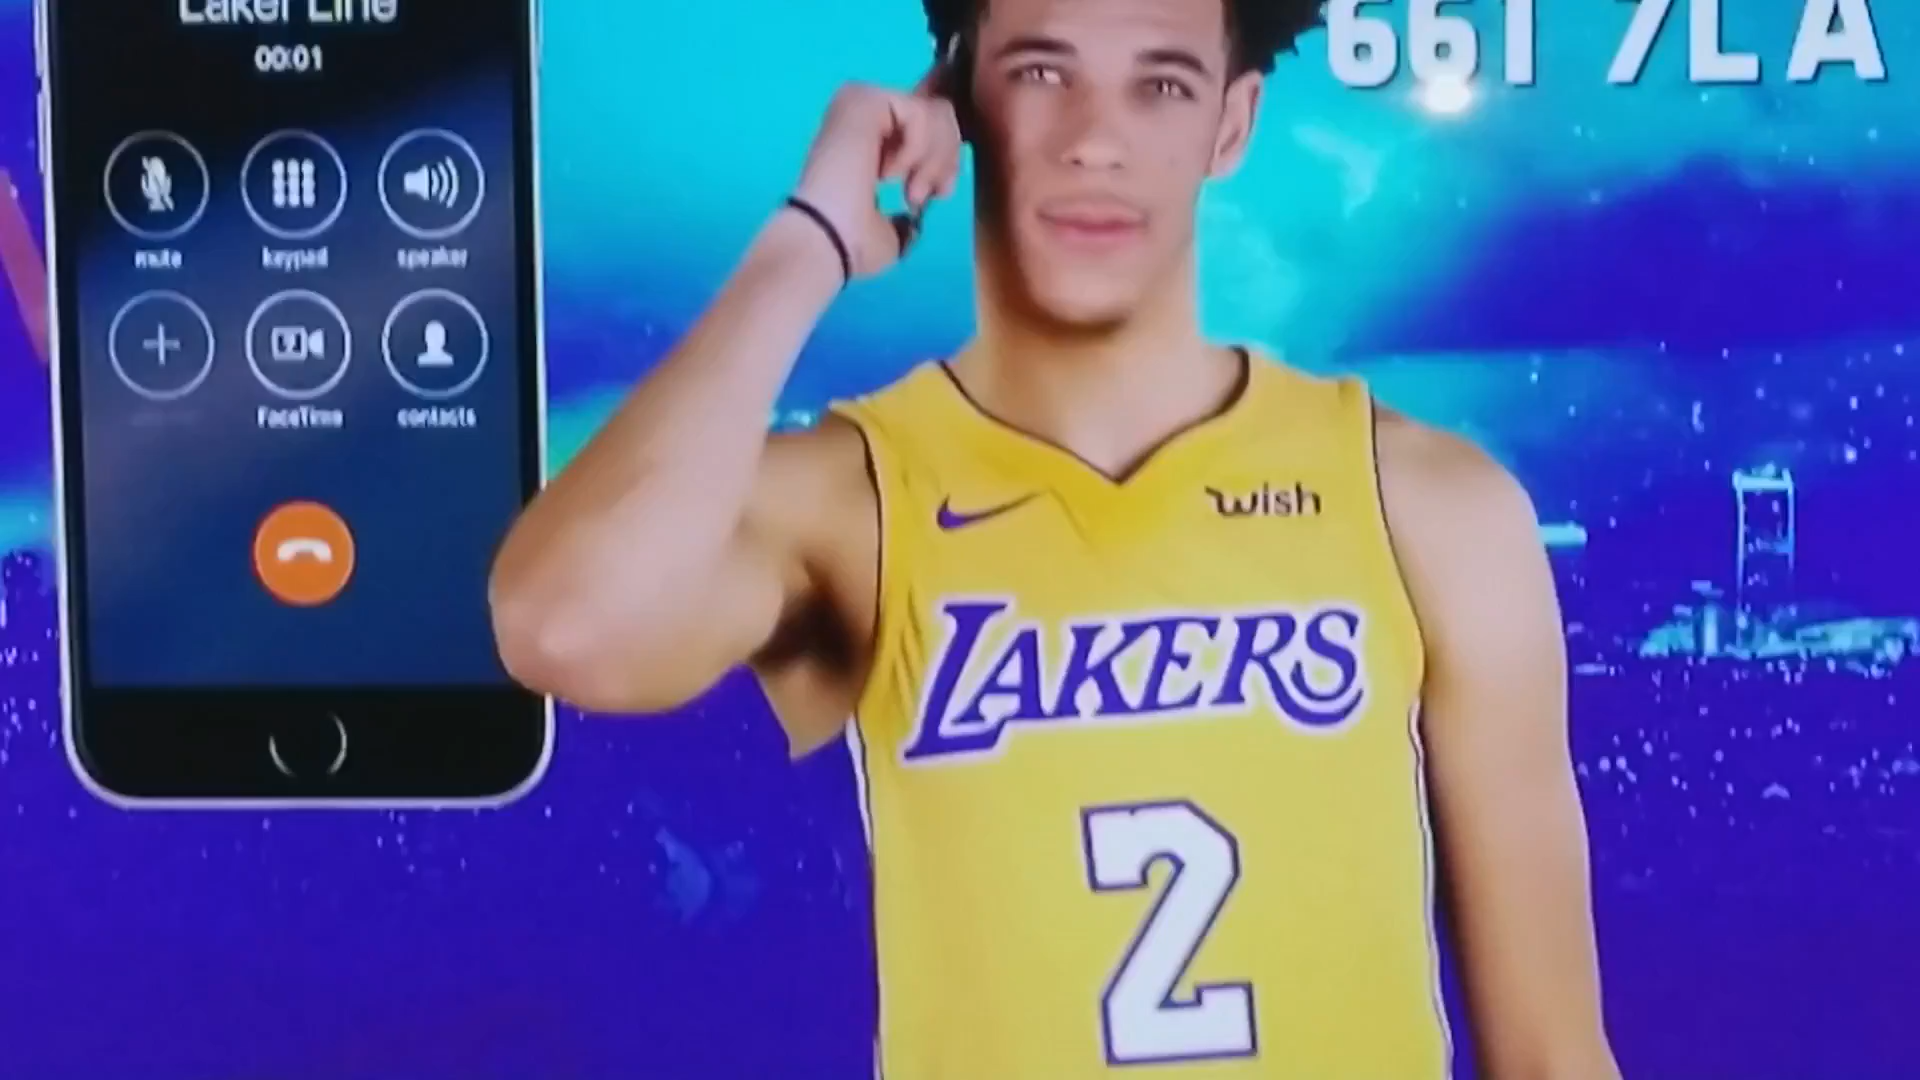 Laker Line
00:01
661 7LA
mute
keypad
speaker
FaceTime
contacts
wish
LAKERS
2